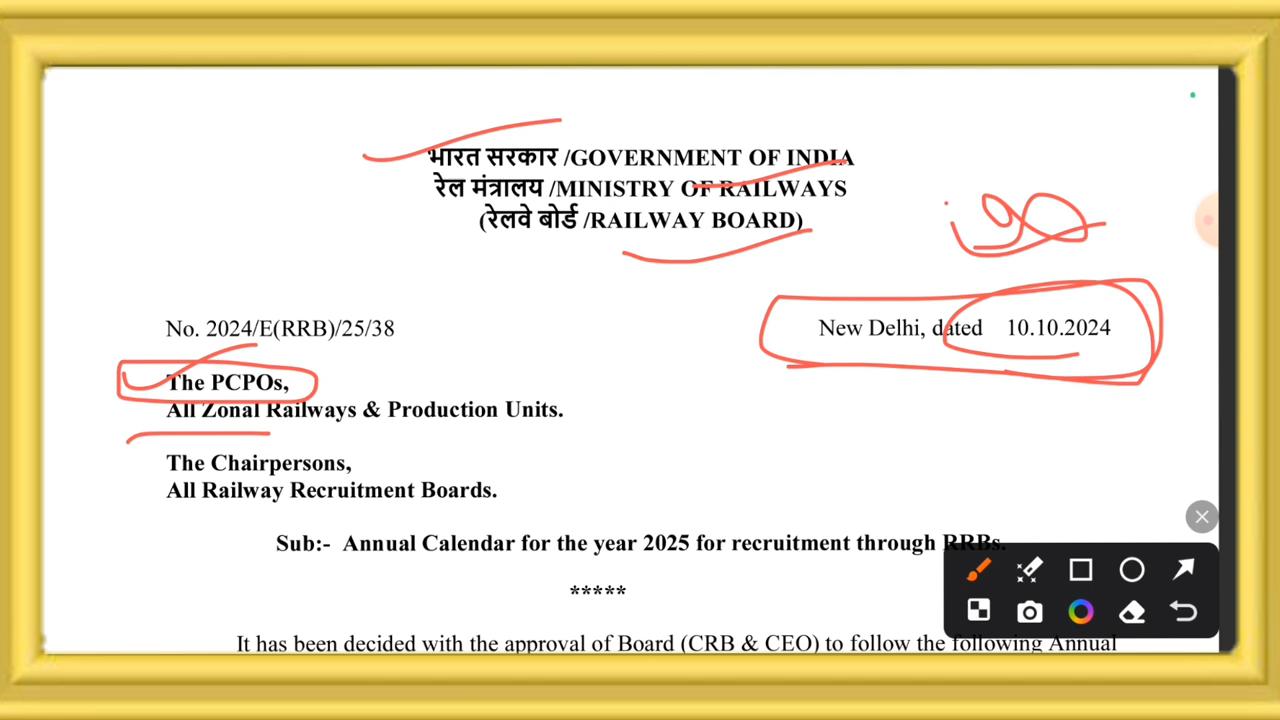 भारत सरकार /GOVERNMENT OF INDIA
रेल मंत्रालय /MINISTRY OF RAILWAYS
(रेलवे बोर्ड /RAILWAY BOARD)
No. 2024/E(RRB)/25/38
New Delhi, dated 10.10.2024
The PCPOs,
All Zonal Railways & Production Units.
The Chairpersons,
All Railway Recruitment Boards.
Sub:- Annual Calendar for the year 2025 for recruitment through RRBs.
*****
It has been decided with the approval of Board (CRB & CEO) to follow the following Annual